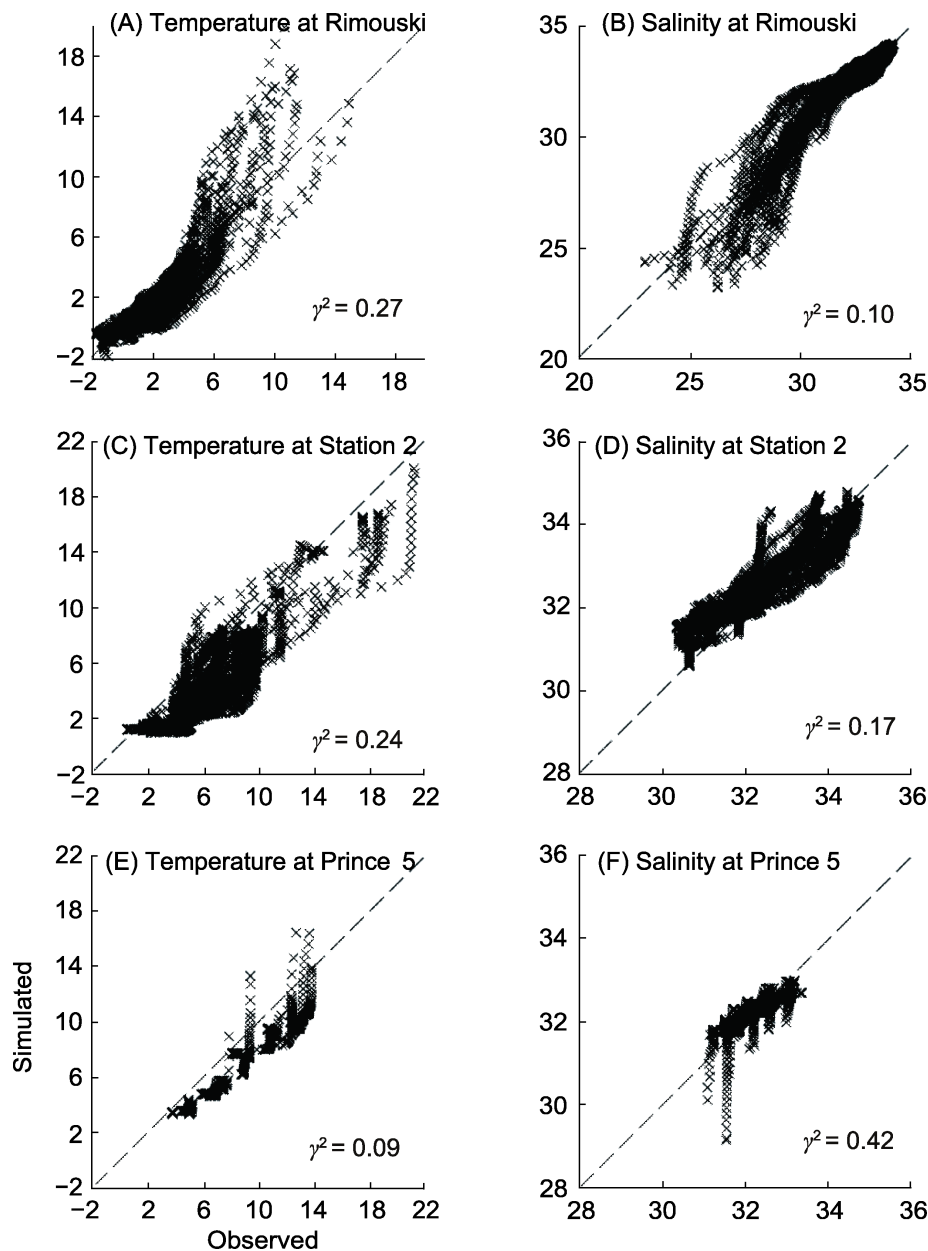 (A) Temperature at Rimouski
18
14
10
6
2
−2
−2 2 6 10 14 18
γ² = 0.27
(B) Salinity at Rimouski
35
30
25
20
20 25 30 35
γ² = 0.10
(C) Temperature at Station 2
22
18
14
10
6
2
−2
−2 2 6 10 14 18 22
γ² = 0.24
(D) Salinity at Station 2
36
34
32
30
28
28 30 32 34 36
γ² = 0.17
(E) Temperature at Prince 5
22
18
14
10
6
2
−2
−2 2 6 10 14 18 22
γ² = 0.09
Simulated
Observed
(F) Salinity at Prince 5
36
34
32
30
28
28 30 32 34 36
γ² = 0.42